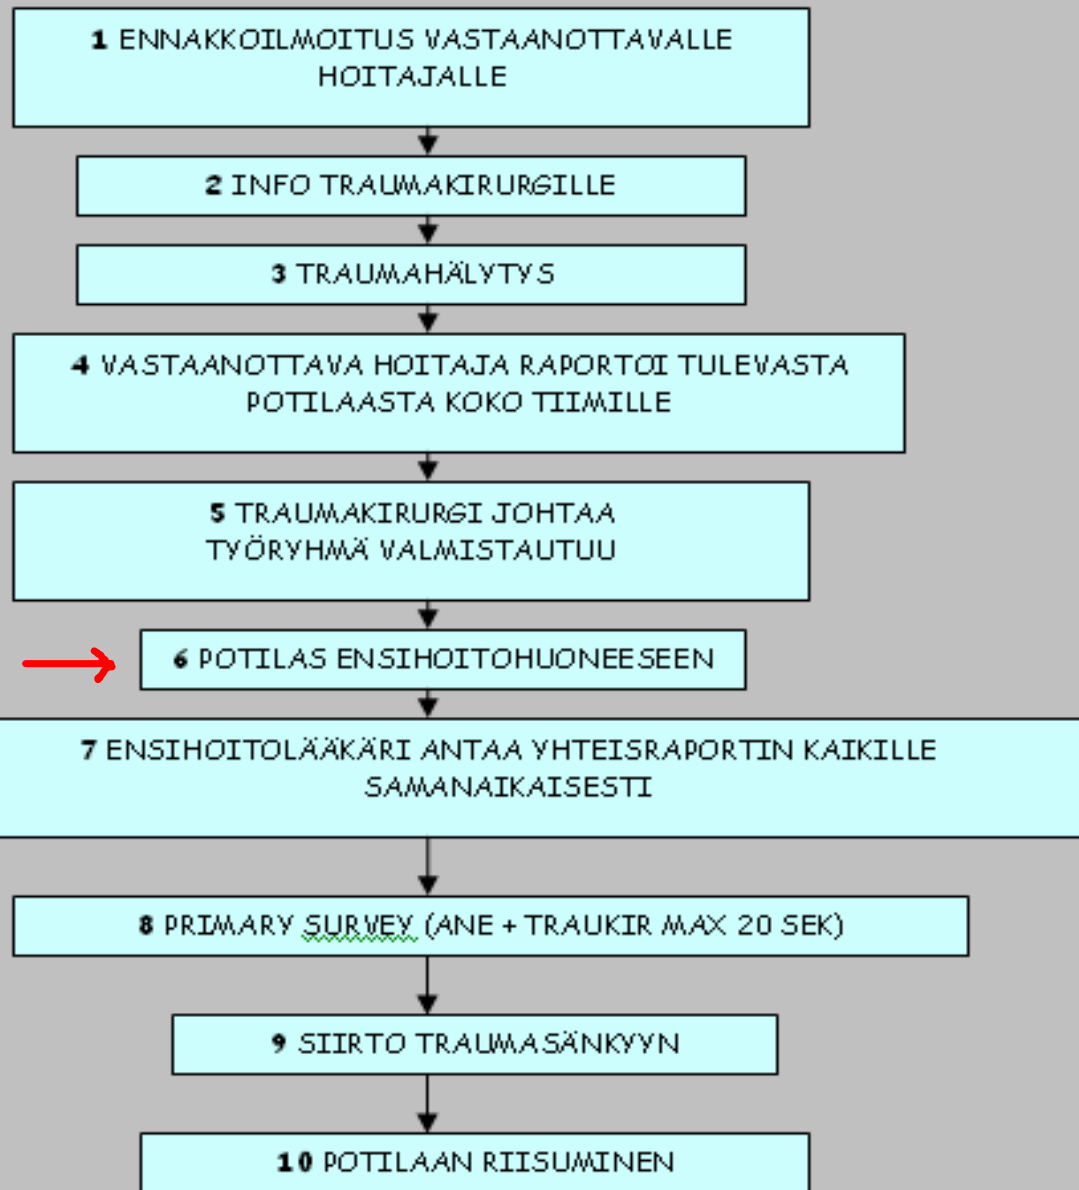 1 ENNAKKOILMOITUS VASTAANOTTAVALLE
HOITAJALLE
2 INFO TRAUMAKIRURGILLE
3 TRAUMAHÄLYTYS
4 VASTAANOTTAVA HOITAJA RAPORTOI TULEVASTA
POTILAASTA KOKO TIIMILLE
5 TRAUMAKIRURGI JOHTAA
TYÖRYHMÄ VALMISTAUTUU
6 POTILAS ENSIHOITOHUONEESEEN
7 ENSIHOITOLÄÄKÄRI ANTAA YHTEISRAPORTIN KAIKILLE
SAMANAIKAISESTI
8 PRIMARY SURVEY (ANE + TRAUKIR MAX 20 SEK)
9 SIIRTO TRAUMASÄNKYYN
10 POTILAAN RIISUMINEN